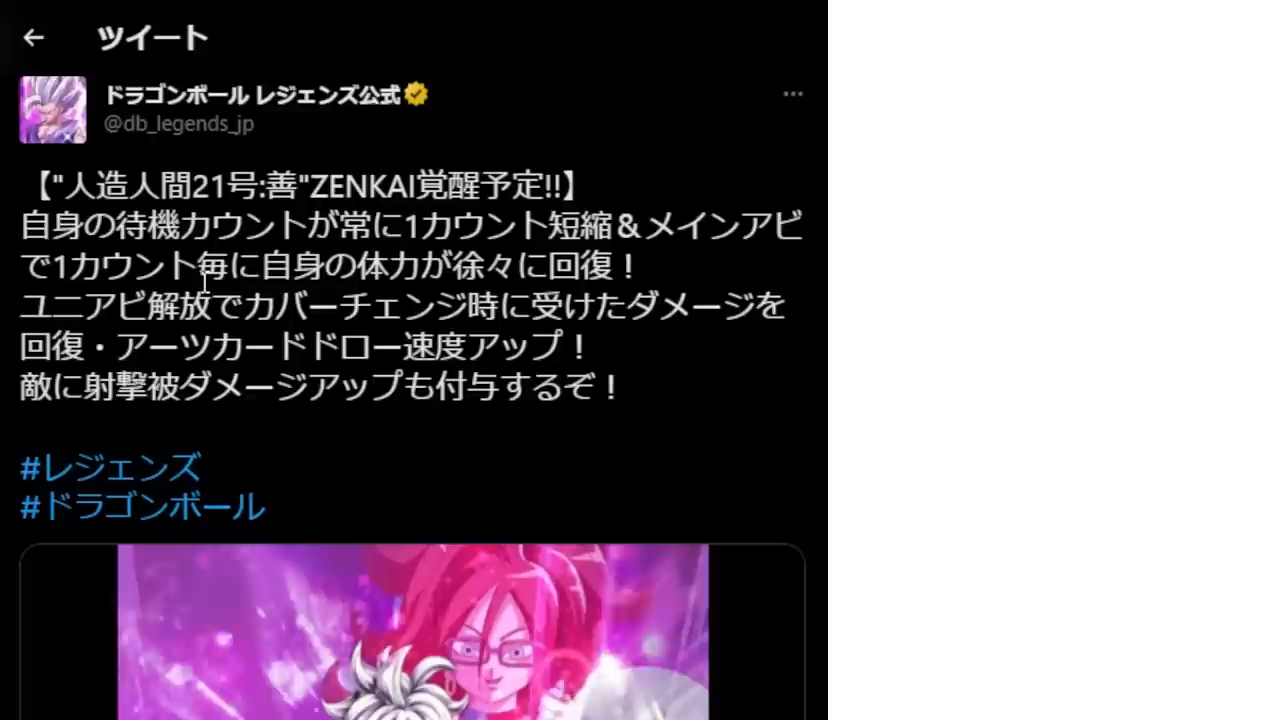 ツイート
ドラゴンボール レジェンズ公式
@db_legends_jp
【"人造人間21号:善"ZENKAI覚醒予定!!】
自身の待機カウントが常に1カウント短縮＆メインアビ
で1カウント毎に自身の体力が徐々に回復！
ユニアビ解放でカバーチェンジ時に受けたダメージを
回復・アーツカードドロー速度アップ！
敵に射撃被ダメージアップも付与するぞ！
#レジェンズ
#ドラゴンボール